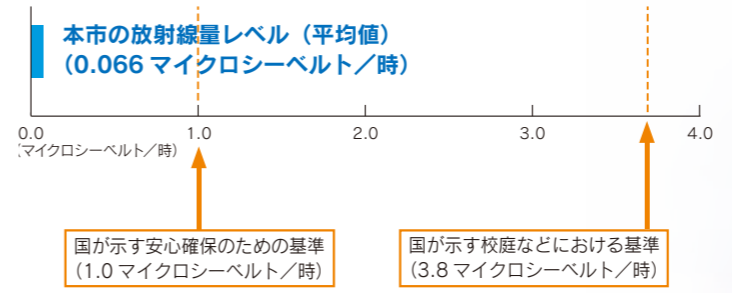 本市の放射線量レベル（平均値）
（0.066 マイクロシーベルト／時）
0.0 1.0 2.0 3.0 4.0
（マイクロシーベルト／時）
国が示す安心確保のための基準
（1.0 マイクロシーベルト／時）
国が示す校庭などにおける基準
（3.8 マイクロシーベルト／時）